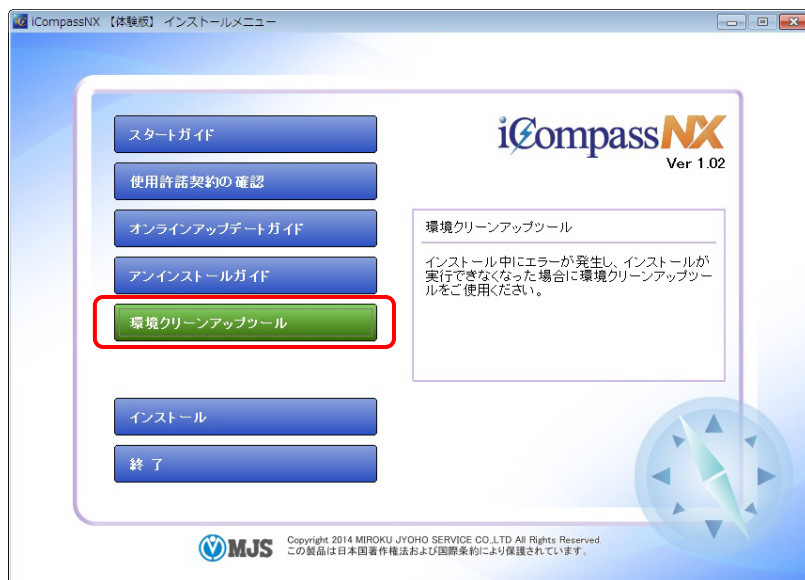 iCompassNX 【体験版】 インストールメニュー
スタートガイド
使用許諾契約の確認
オンラインアップデートガイド
アンインストールガイド
環境クリーンアップツール
インストール
終 了
iCompassNX
Ver 1.02
環境クリーンアップツール
インストール中にエラーが発生し、インストールが
実行できなくなった場合に環境クリーンアップツー
ルをご使用ください。
MJS
Copyright 2014 MIROKU JYOHO SERVICE CO.,LTD All Rights Reserved.
この製品は日本国著作権法および国際条約により保護されています。